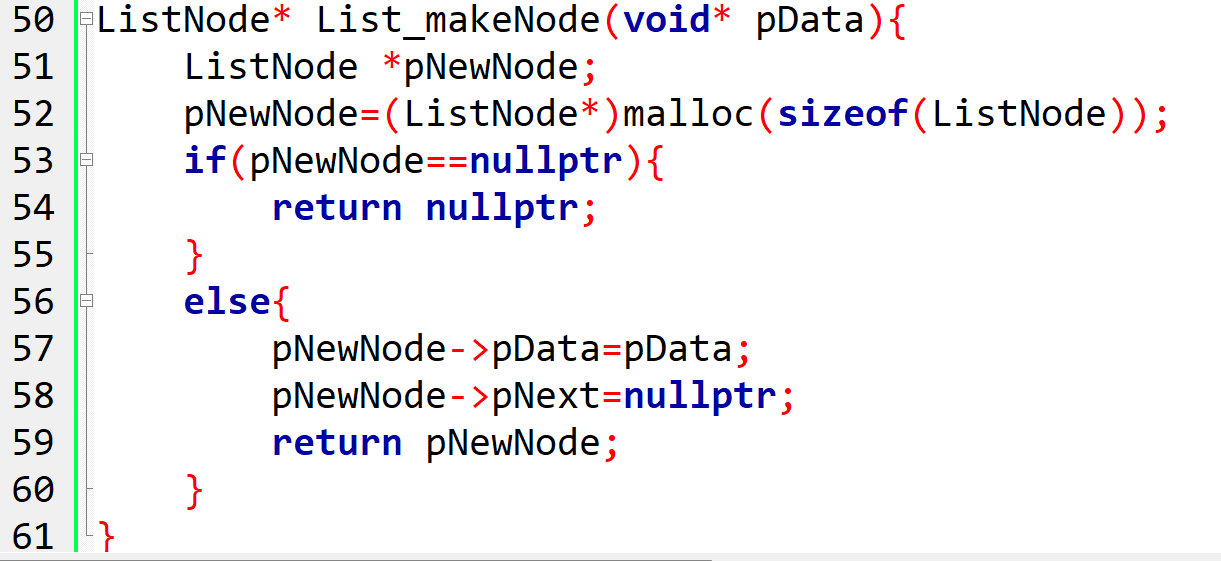 50 ListNode* List_makeNode(void* pData){
51     ListNode *pNewNode;
52     pNewNode=(ListNode*)malloc(sizeof(ListNode));
53     if(pNewNode==nullptr){
54         return nullptr;
55     }
56     else{
57         pNewNode->pData=pData;
58         pNewNode->pNext=nullptr;
59         return pNewNode;
60     }
61 }